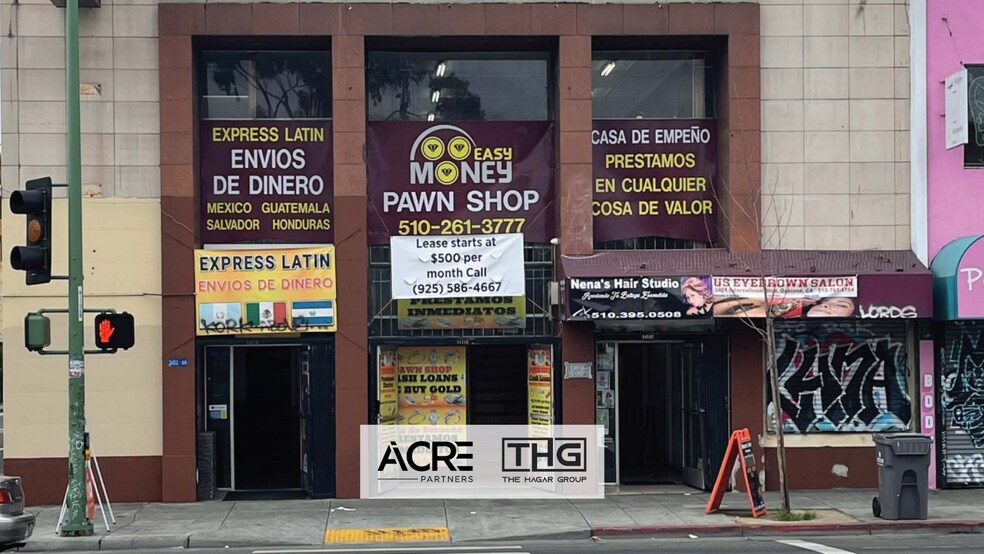 EXPRESS LATIN
ENVIOS
DE DINERO
MEXICO GUATEMALA
SALVADOR HONDURAS
EASY
MONEY
PAWN SHOP
510-261-3777
CASA DE EMPEÑO
PRESTAMOS
EN CUALQUIER
COSA DE VALOR
EXPRESS LATIN
ENVIOS DE DINERO
Lease starts at
$500 per
month Call
(925) 586-4667
PRESTAMOS
INMEDIATOS
Nena's Hair Studio
510.395.0508
US EYEBROWN SALON
WORDS
PAWN SHOP
CASH LOANS
WE BUY GOLD
ACRE
PARTNERS
THG
THE HAGAR GROUP